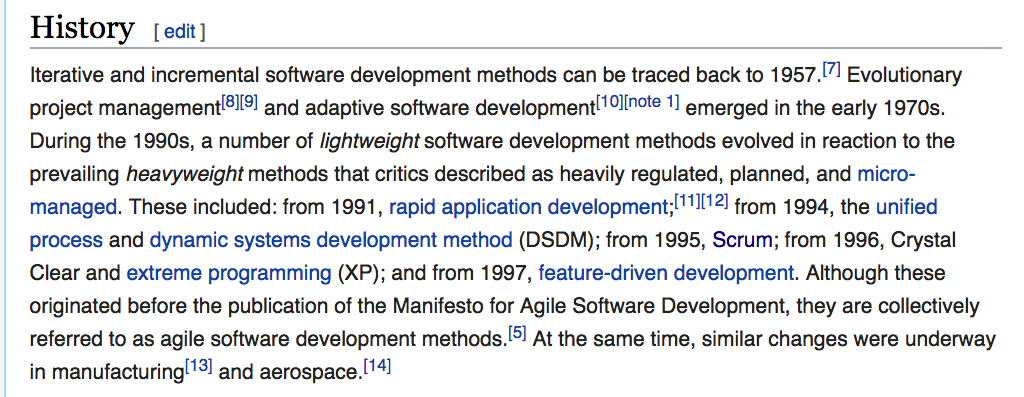 History [ edit ]
Iterative and incremental software development methods can be traced back to 1957.[7] Evolutionary
project management[8][9] and adaptive software development[10][note 1] emerged in the early 1970s.
During the 1990s, a number of lightweight software development methods evolved in reaction to the
prevailing heavyweight methods that critics described as heavily regulated, planned, and micro-
managed. These included: from 1991, rapid application development;[11][12] from 1994, the unified
process and dynamic systems development method (DSDM); from 1995, Scrum; from 1996, Crystal
Clear and extreme programming (XP); and from 1997, feature-driven development. Although these
originated before the publication of the Manifesto for Agile Software Development, they are collectively
referred to as agile software development methods.[5] At the same time, similar changes were underway
in manufacturing[13] and aerospace.[14]